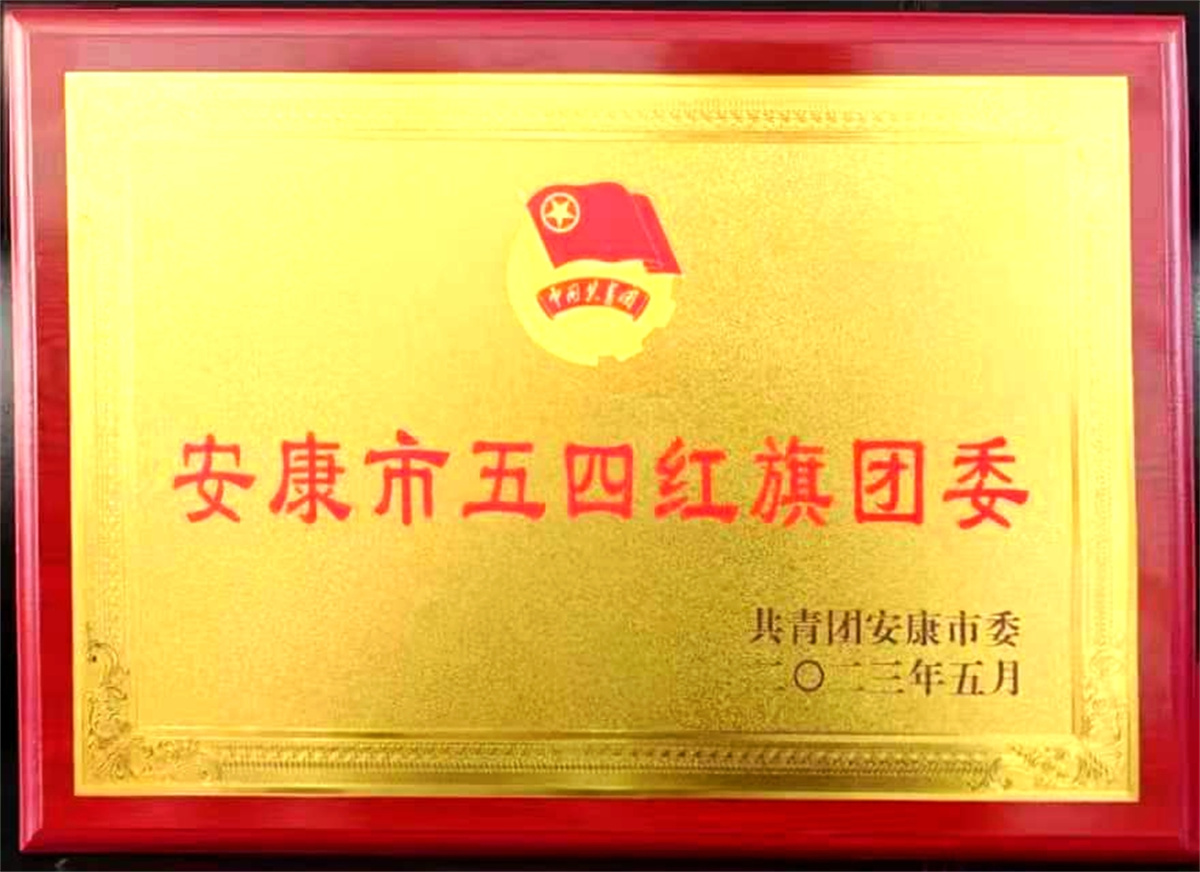 中国共青团
安康市五四红旗团委
共青团安康市委
二〇二三年五月